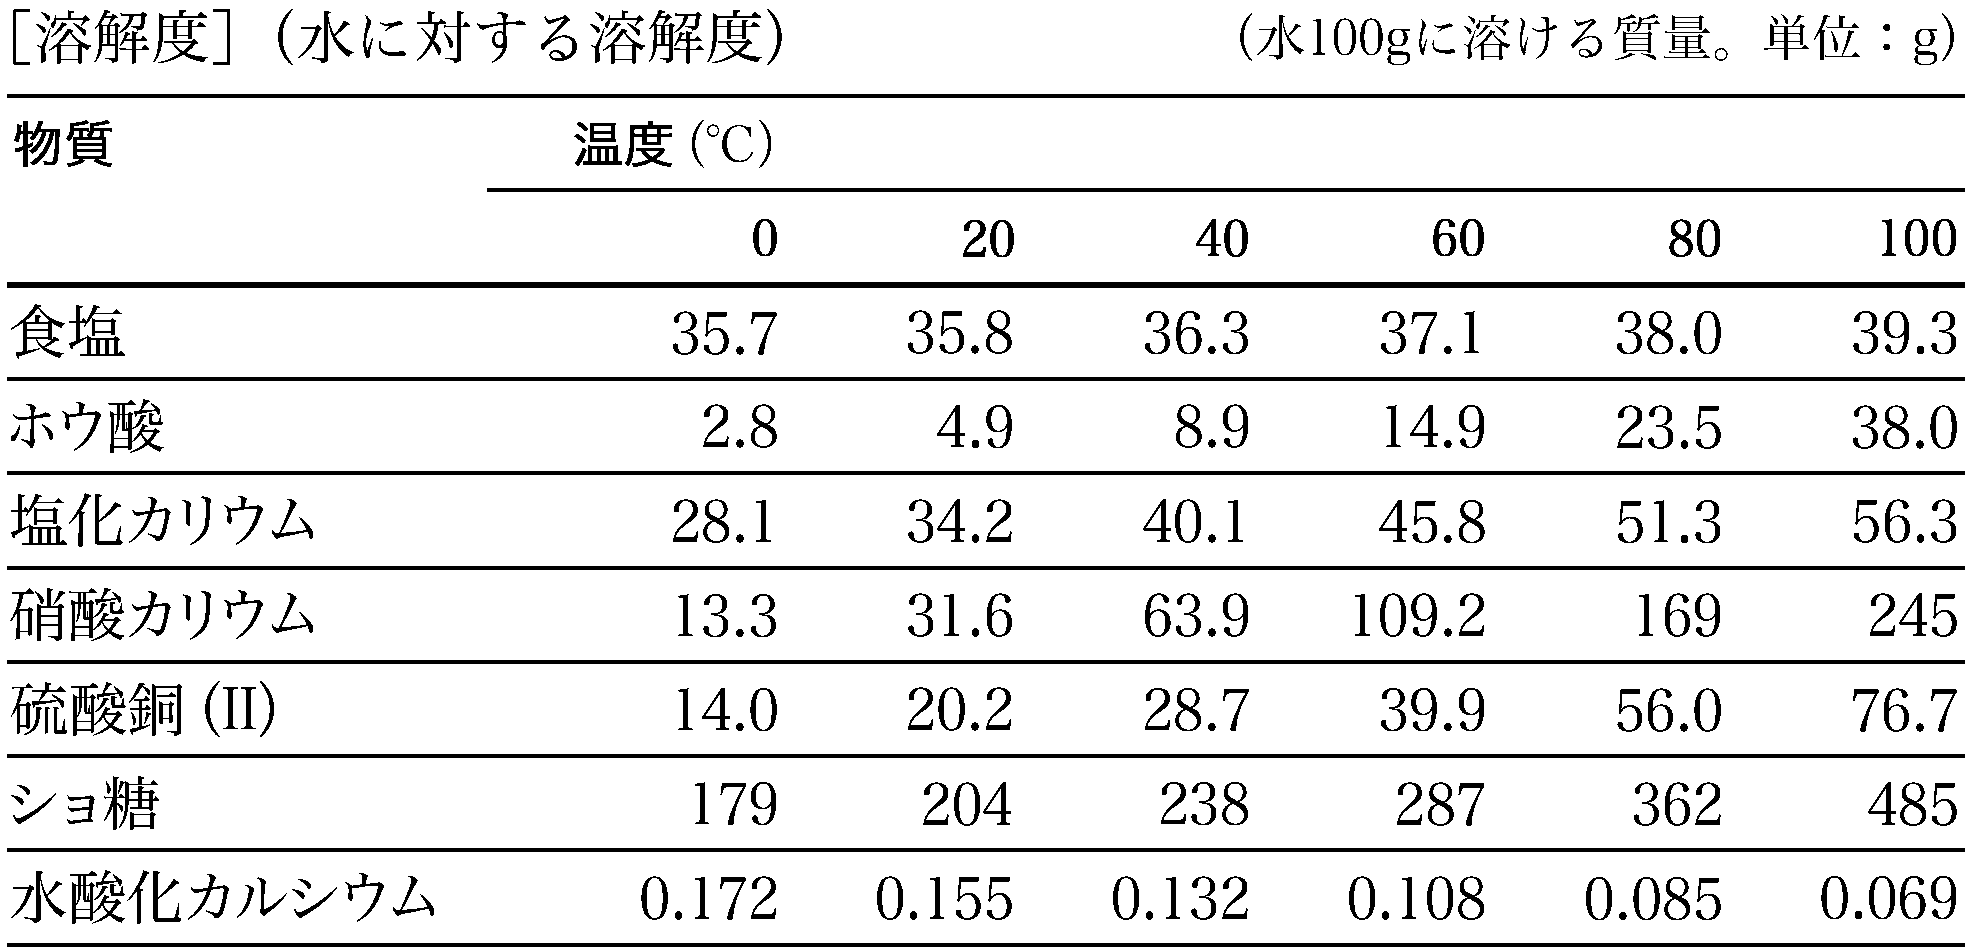 ［溶解度］（水に対する溶解度） （水100gに溶ける質量。単位：g）
物質 温度（℃）
0 20 40 60 80 100
食塩 35.7 35.8 36.3 37.1 38.0 39.3
ホウ酸 2.8 4.9 8.9 14.9 23.5 38.0
塩化カリウム 28.1 34.2 40.1 45.8 51.3 56.3
硝酸カリウム 13.3 31.6 63.9 109.2 169 245
硫酸銅(II) 14.0 20.2 28.7 39.9 56.0 76.7
ショ糖 179 204 238 287 362 485
水酸化カルシウム 0.172 0.155 0.132 0.108 0.085 0.069